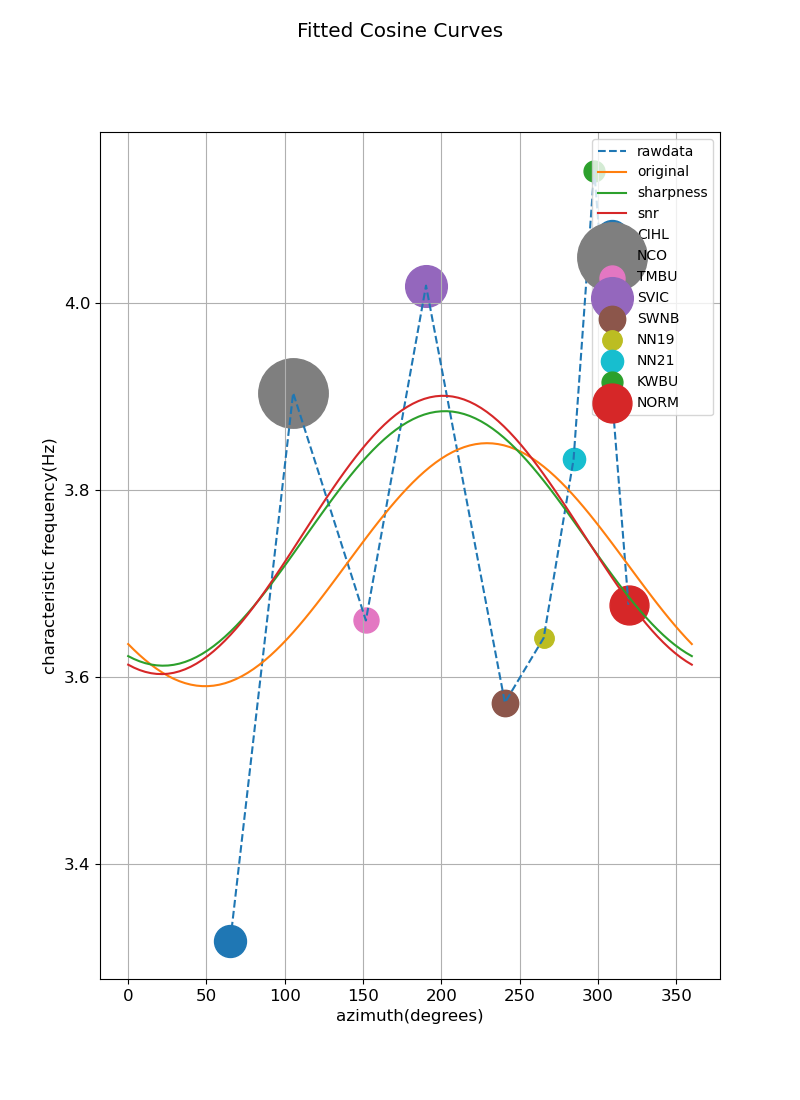 Fitted Cosine Curves
rawdata
original
sharpness
snr
CIHL
NCO
TMBU
SVIC
SWNB
NN19
NN21
KWBU
NORM
characteristic frequency(Hz)
4.0
3.8
3.6
3.4
0 50 100 150 200 250 300 350
azimuth(degrees)